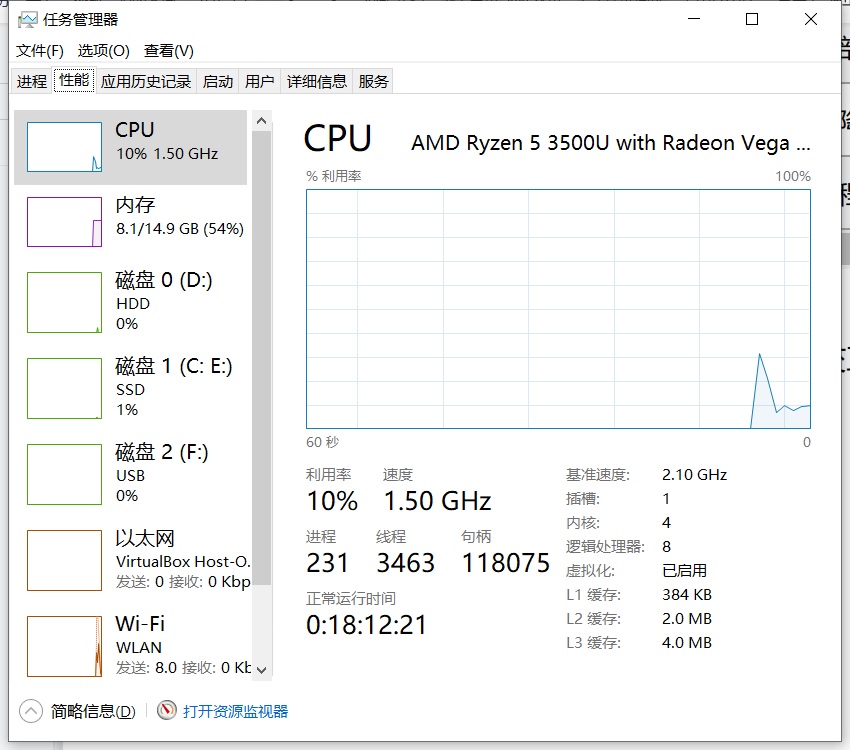 任务管理器
文件(F) 选项(O) 查看(V)
进程 性能 应用历史记录 启动 用户 详细信息 服务
CPU
10% 1.50 GHz
内存
8.1/14.9 GB (54%)
磁盘 0 (D:)
HDD
0%
磁盘 1 (C: E:)
SSD
1%
磁盘 2 (F:)
USB
0%
以太网
VirtualBox Host-O.
发送: 0 接收: 0 Kbp
Wi-Fi
WLAN
发送: 8.0 接收: 0 Kb
CPU AMD Ryzen 5 3500U with Radeon Vega ...
% 利用率 100%
60 秒 0
利用率 速度
10% 1.50 GHz
进程 线程 句柄
231 3463 118075
正常运行时间
0:18:12:21
基准速度: 2.10 GHz
插槽: 1
内核: 4
逻辑处理器: 8
虚拟化: 已启用
L1 缓存: 384 KB
L2 缓存: 2.0 MB
L3 缓存: 4.0 MB
简略信息(D) 打开资源监视器